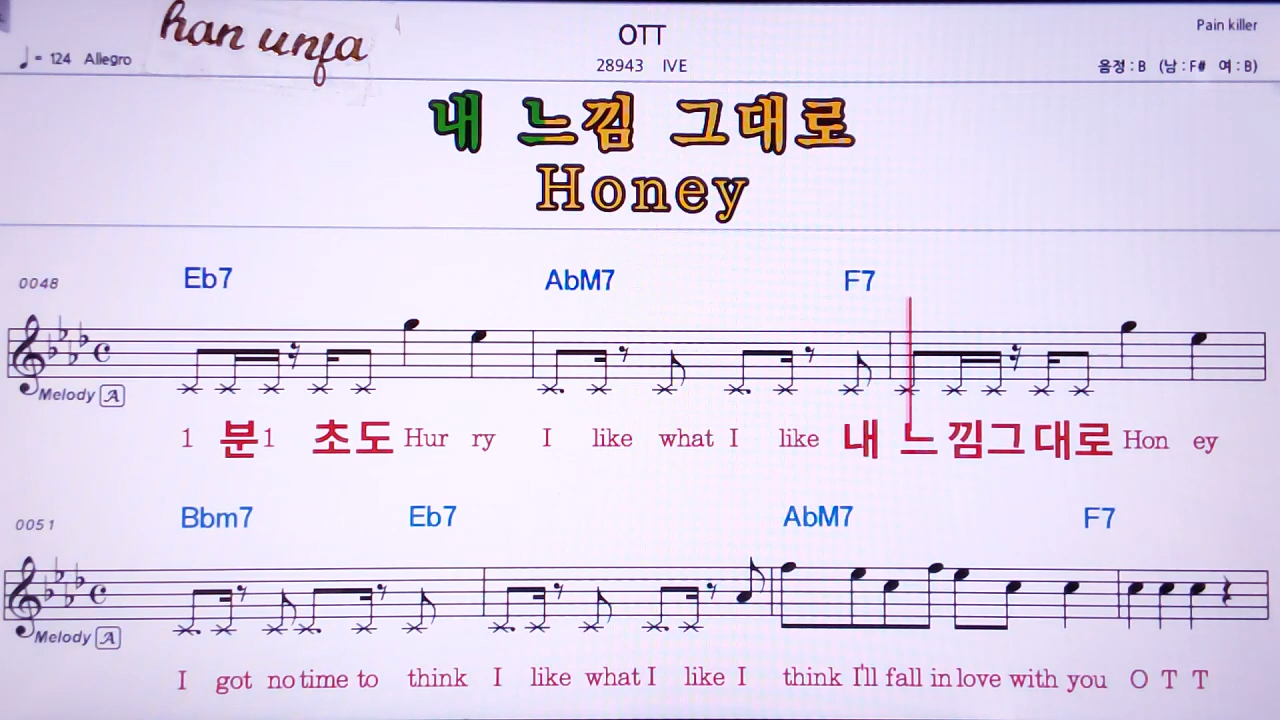 han unja
OTT
Pain killer
♩= 124 Allegro
28943 IVE
음정 : B (남 : F# 여 : B)
내 느낌 그대로
Honey
0048
Eb7 AbM7 F7
Melody A
1 분1 초도 Hur ry I like what I like 내 느 낌그 대로 Hon ey
0051
Bbm7 Eb7 AbM7 F7
Melody A
I got no time to think I like what I like I think I'll fall in love with you O T T